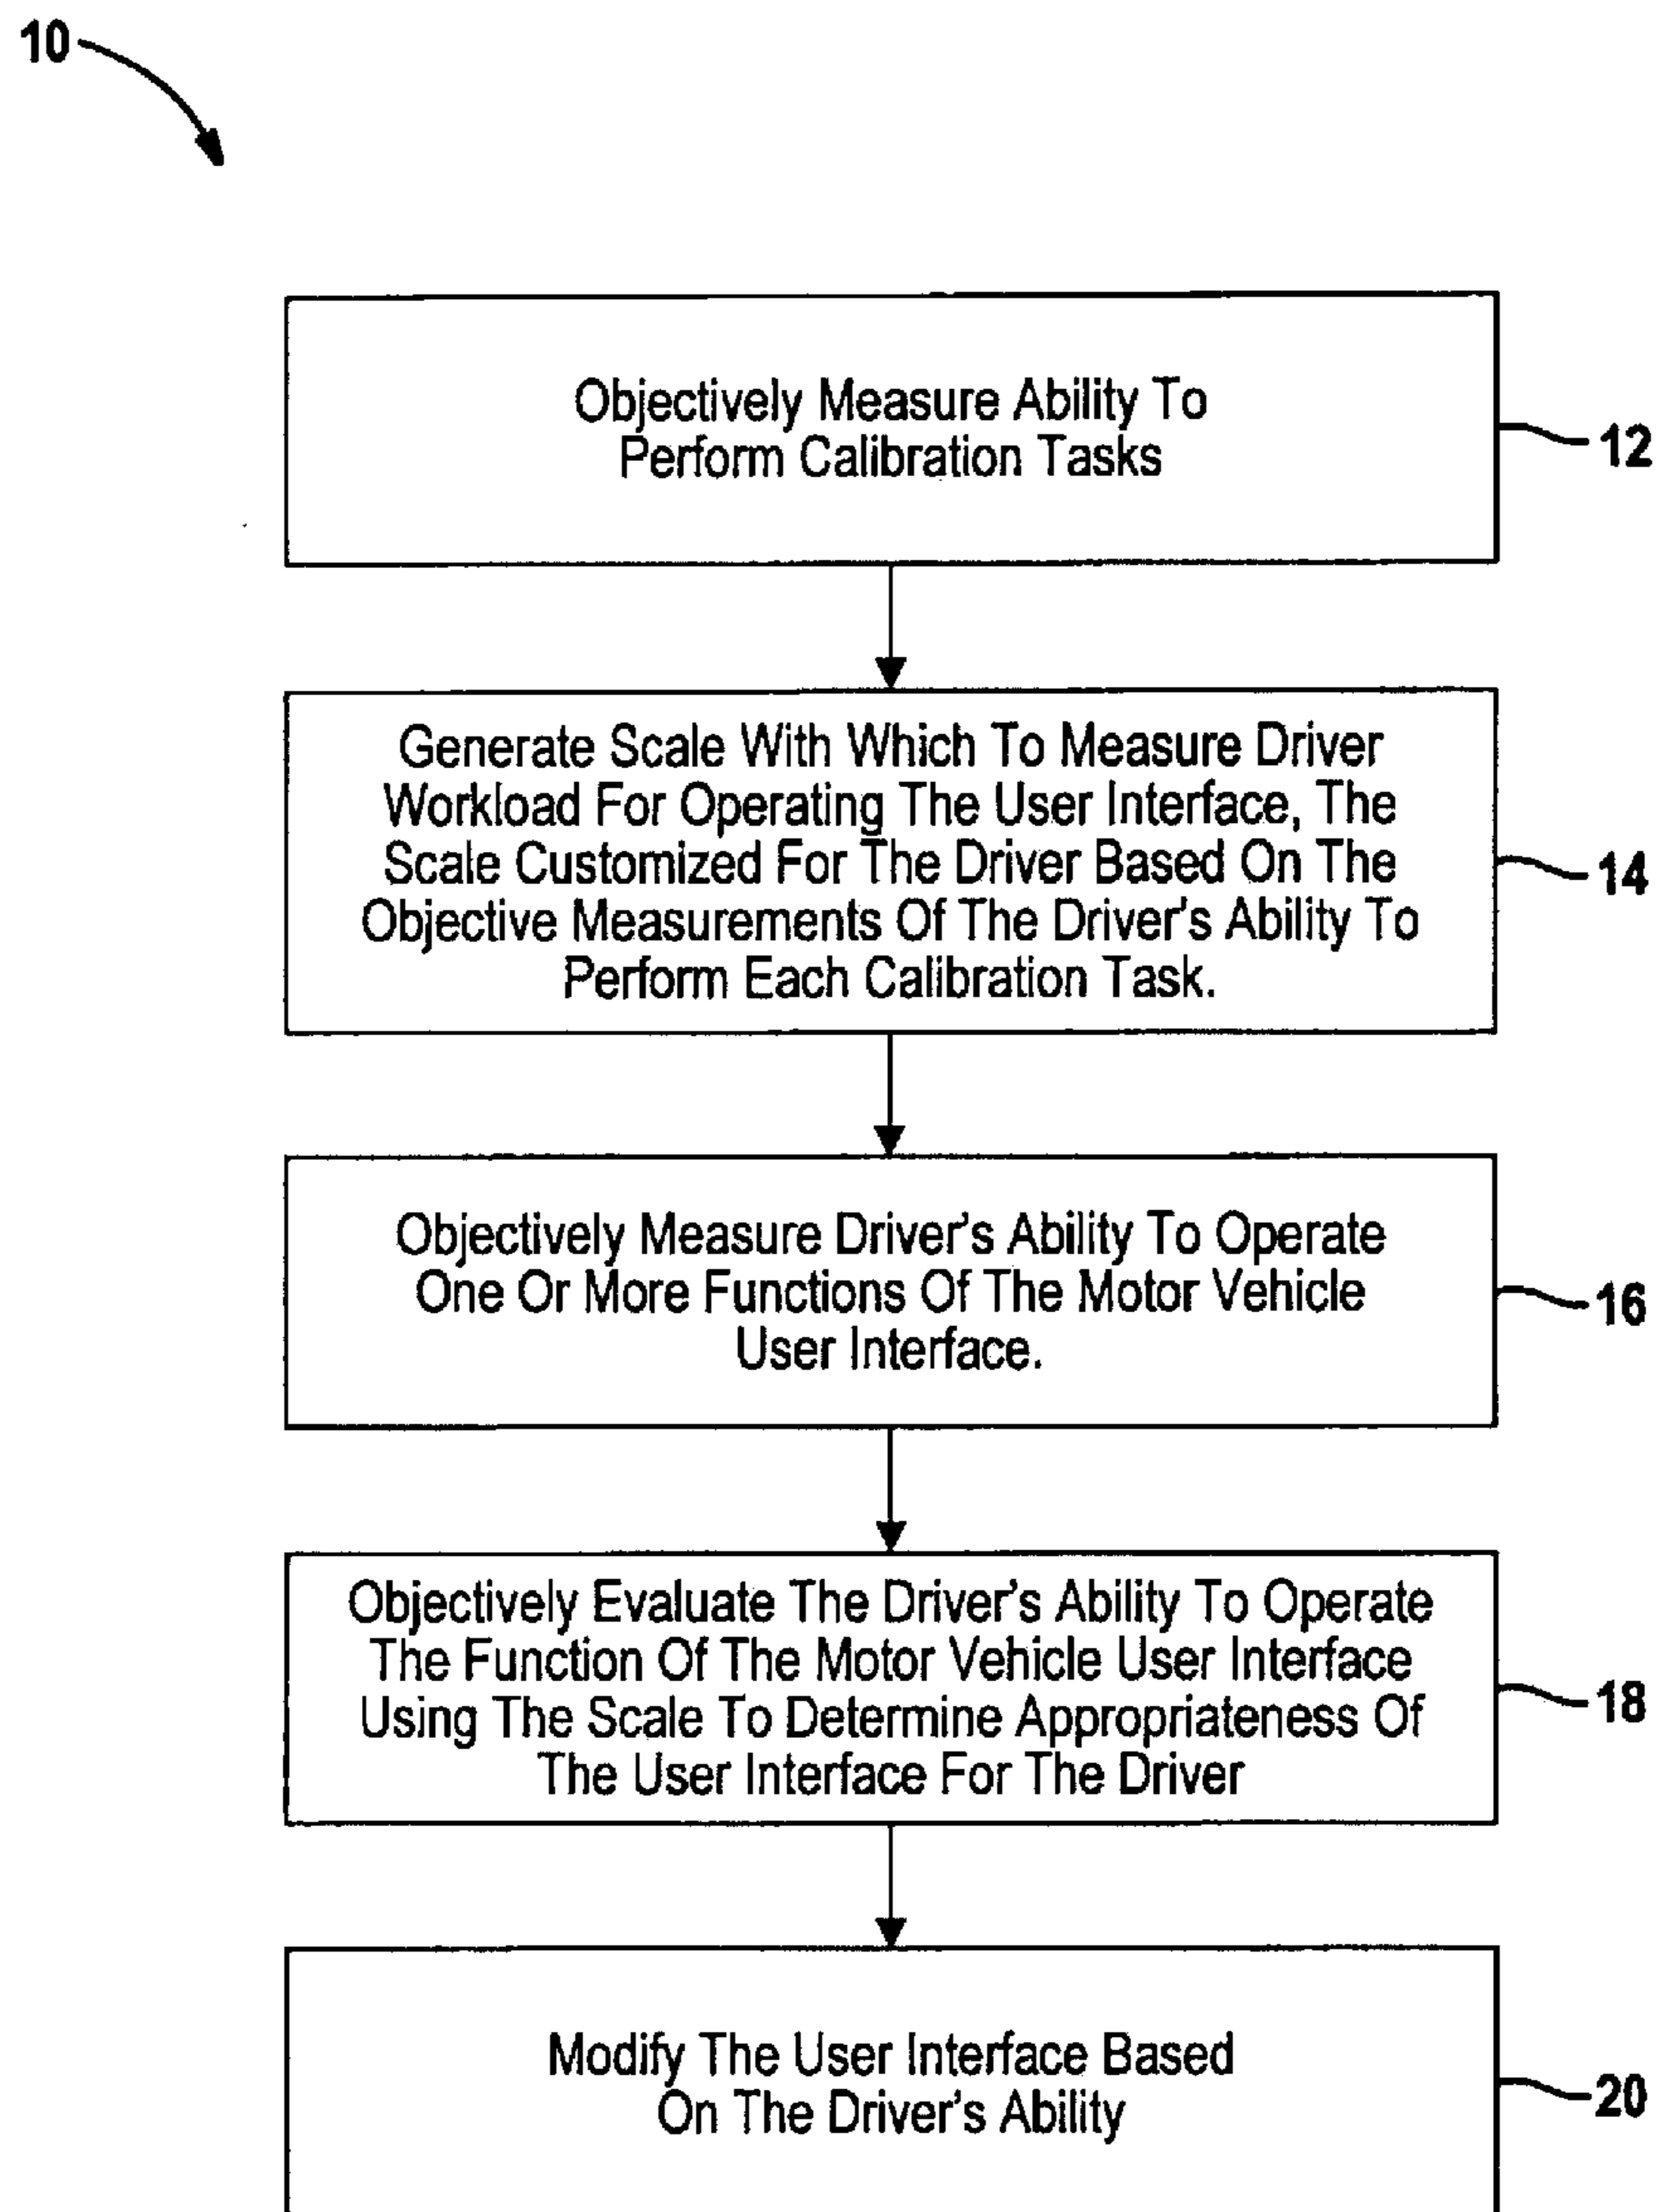 10
Objectively Measure Ability To
Perform Calibration Tasks
12
Generate Scale With Which To Measure Driver
Workload For Operating The User Interface, The
Scale Customized For The Driver Based On The
Objective Measurements Of The Driver's Ability To
Perform Each Calibration Task.
14
Objectively Measure Driver's Ability To Operate
One Or More Functions Of The Motor Vehicle
User Interface.
16
Objectively Evaluate The Driver's Ability To Operate
The Function Of The Motor Vehicle User Interface
Using The Scale To Determine Appropriateness Of
The User Interface For The Driver
18
Modify The User Interface Based
On The Driver's Ability
20